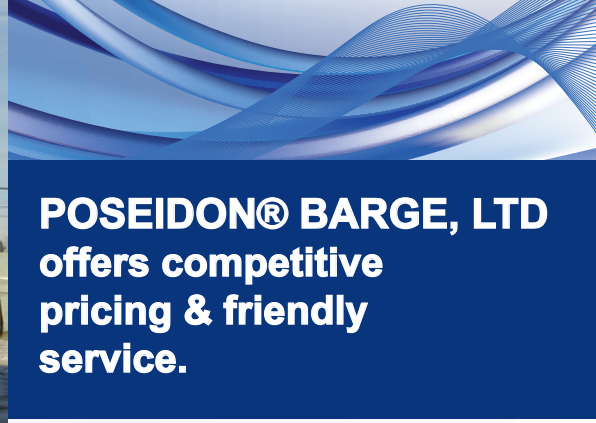 POSEIDON® BARGE, LTD
offers competitive
pricing & friendly
service.